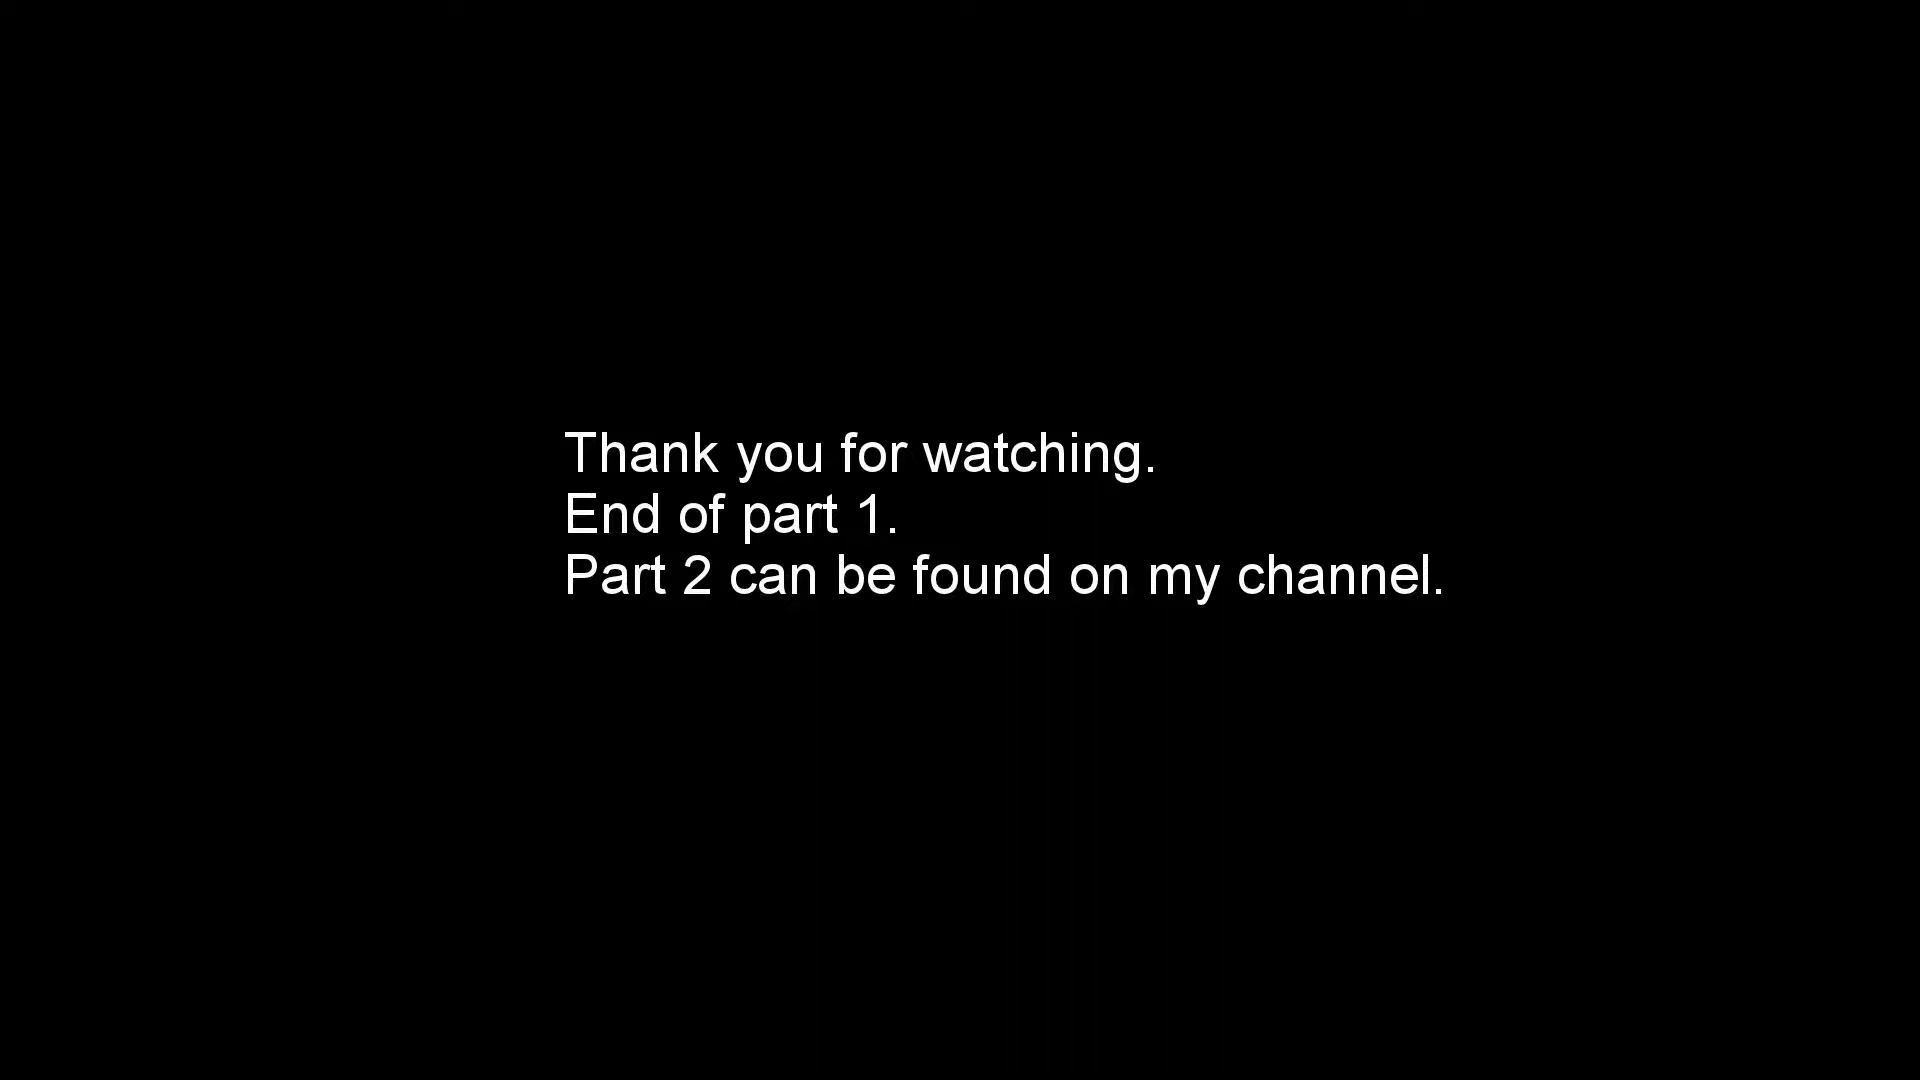 Thank you for watching.
End of part 1.
Part 2 can be found on my channel.